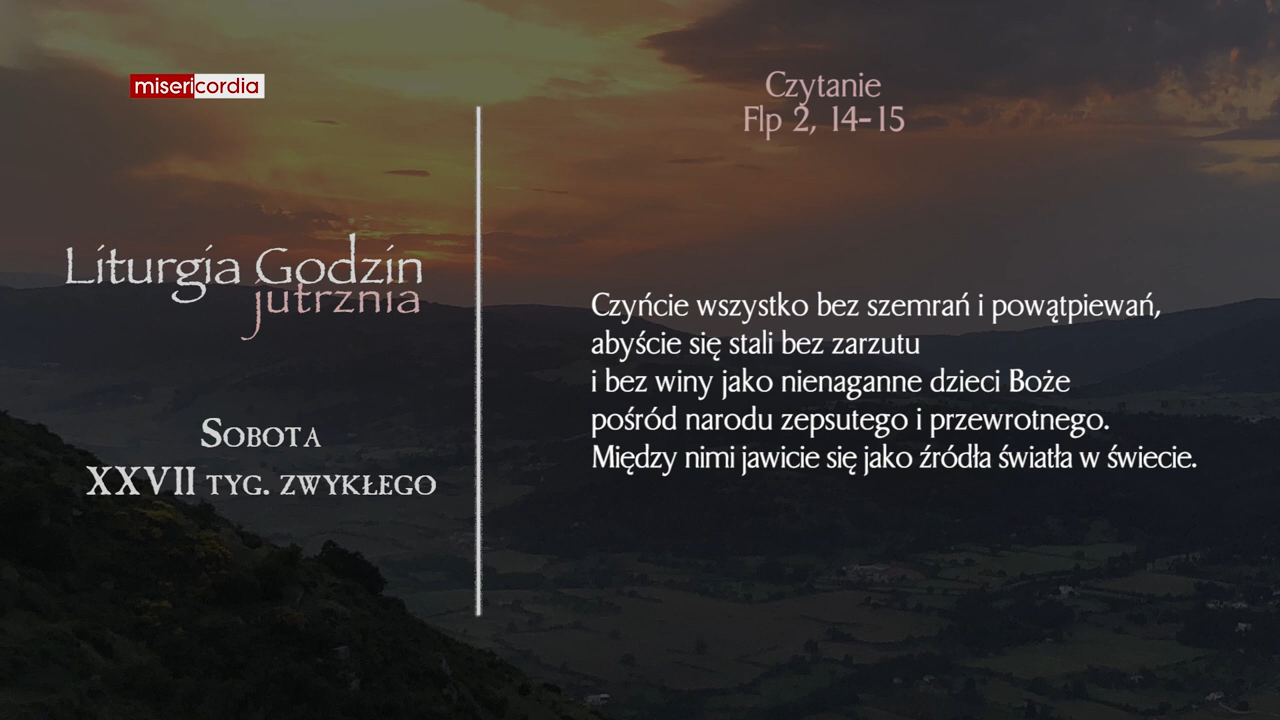 misericordia
Liturgia Godzin
jutrznia
Sobota
XXVII tyg. zwykłego
Czytanie
Flp 2, 14-15
Czyńcie wszystko bez szemrań i powątpiewań,
abyście się stali bez zarzutu
i bez winy jako nienaganne dzieci Boże
pośród narodu zepsutego i przewrotnego.
Między nimi jawicie się jako źródła światła w świecie.